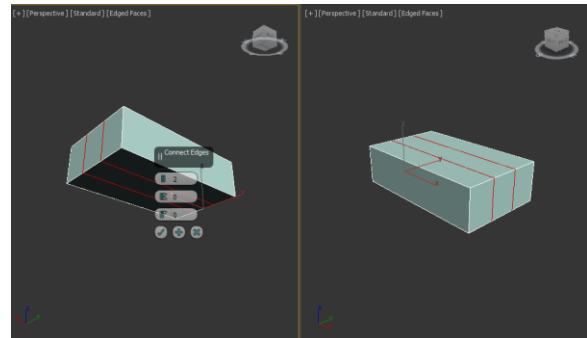 [+] [Perspective] [Standard] [Edged Faces]
[+] [Perspective] [Standard] [Edged Faces]
Connect Edges
2
0
0